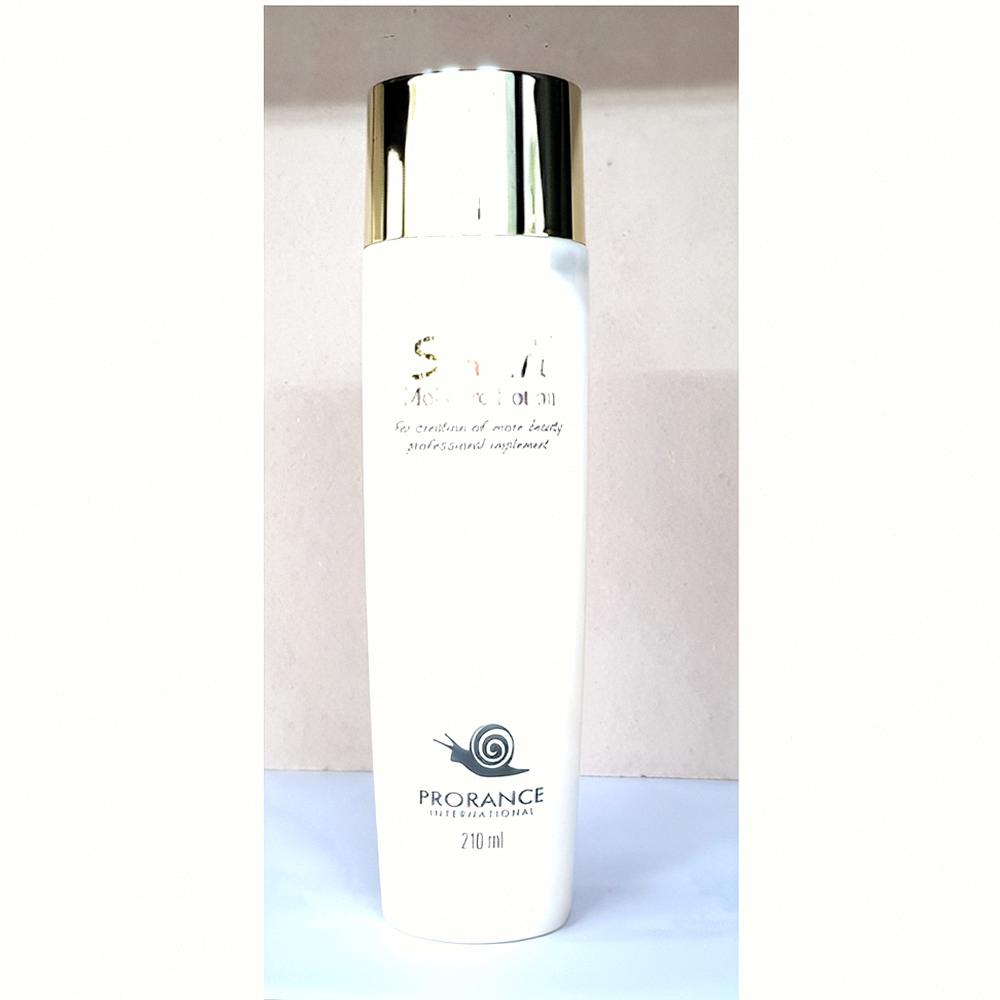 For creation of more beauty
professional implement
PRORANCE
INTERNATIONAL
210 ml